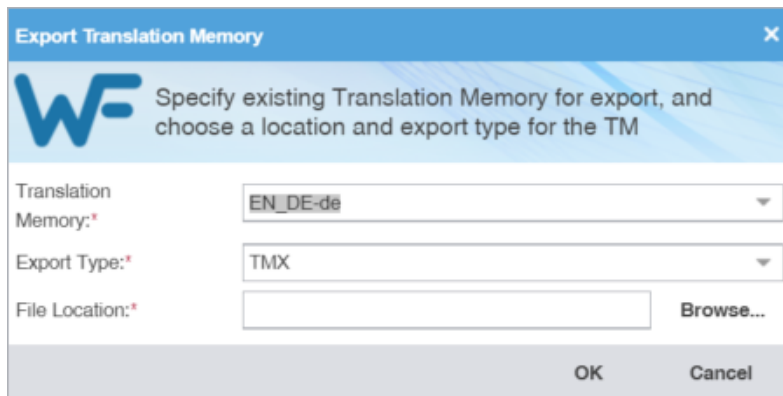 Export Translation Memory
WF Specify existing Translation Memory for export, and
choose a location and export type for the TM
Translation
Memory:*
EN_DE-de
Export Type:* TMX
File Location:* Browse...
OK Cancel